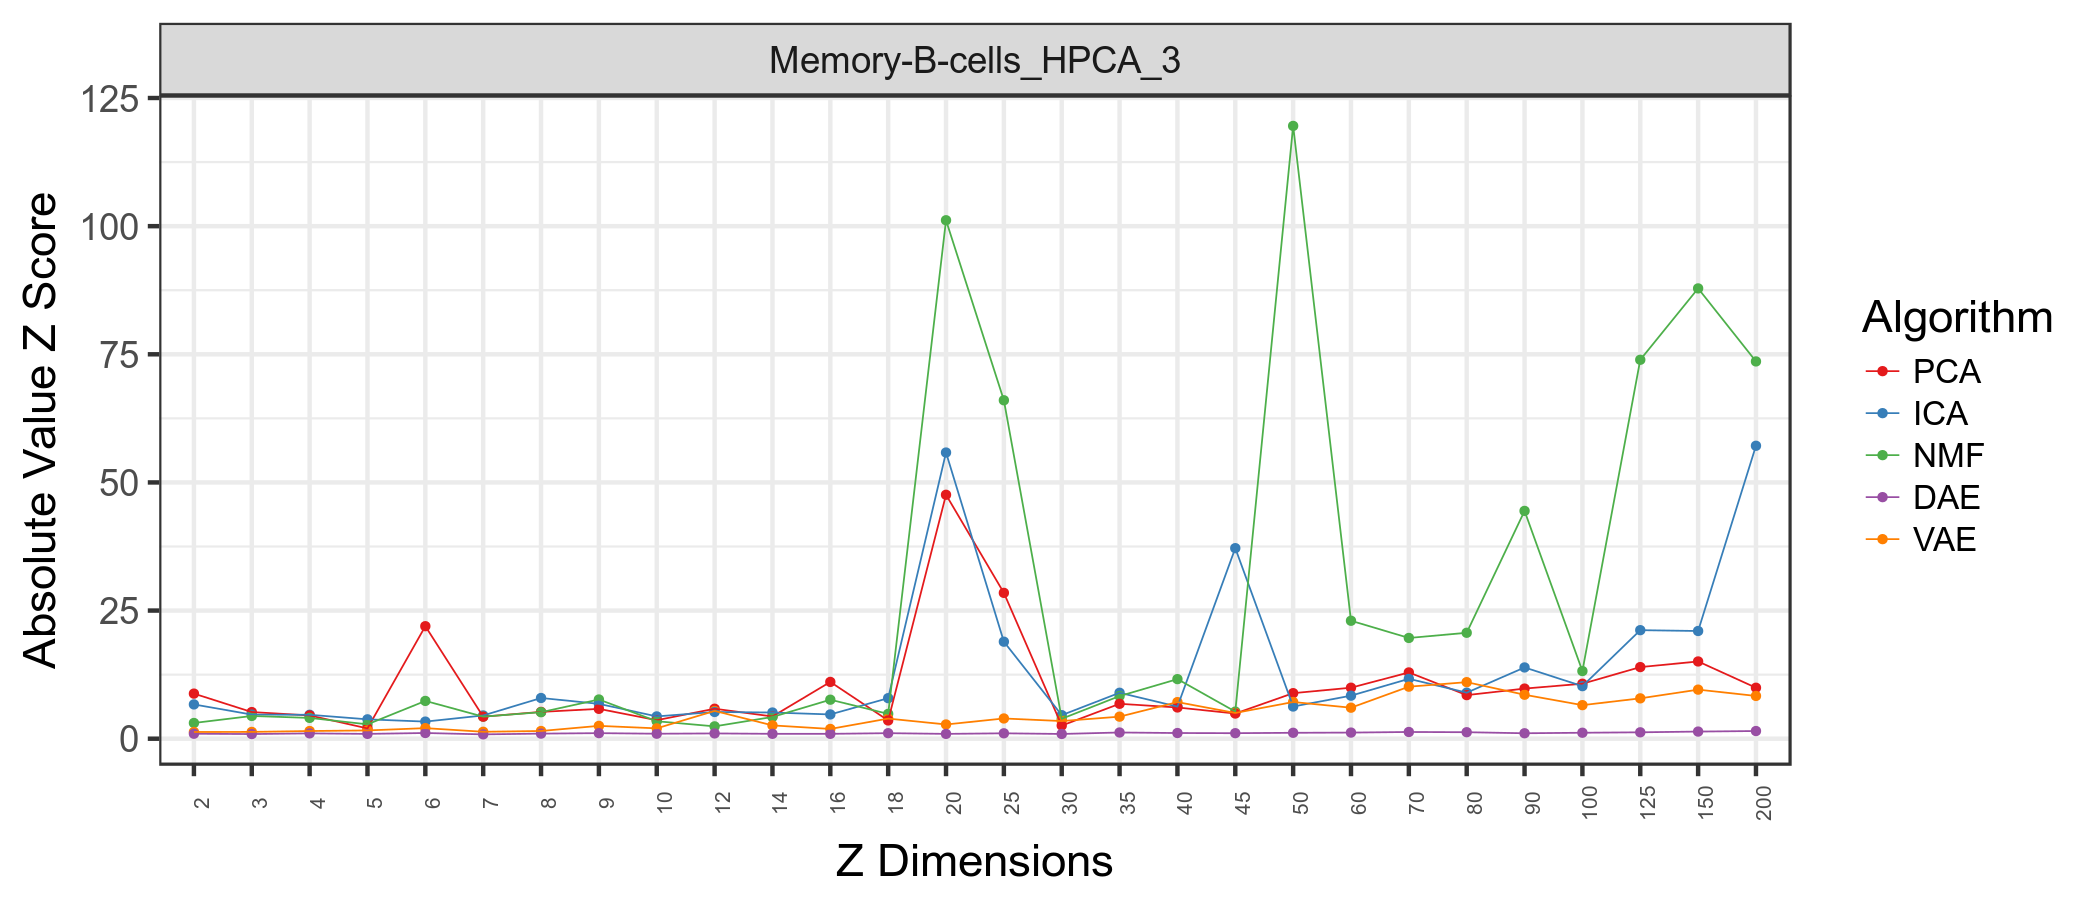 Memory-B-cells_HPCA_3
125
100
75
50
25
0
Absolute Value Z Score
2 3 4 5 6 7 8 9 10 12 14 16 18 20 25 30 35 40 45 50 60 70 80 90 100 125 150 200
Z Dimensions
Algorithm
PCA
ICA
NMF
DAE
VAE